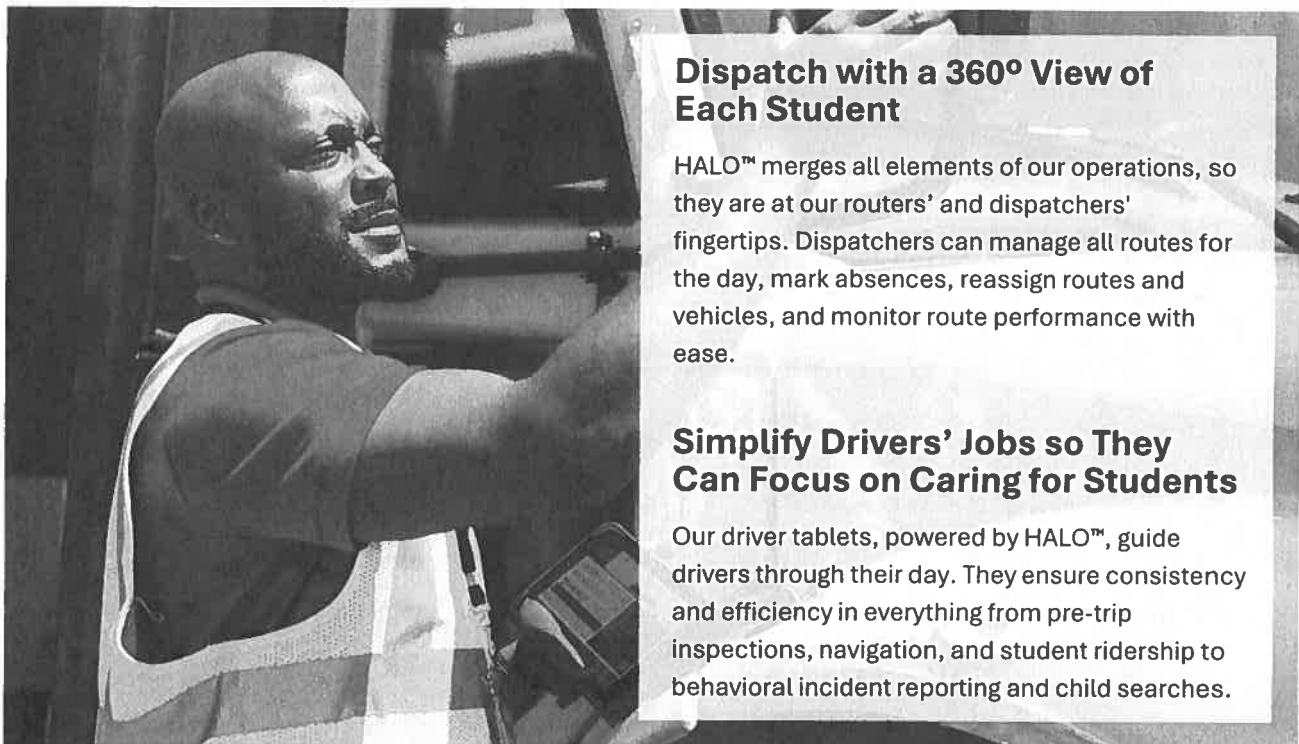 Dispatch with a 360º View of
Each Student
HALO™ merges all elements of our operations, so
they are at our routers’ and dispatchers'
fingertips. Dispatchers can manage all routes for
the day, mark absences, reassign routes and
vehicles, and monitor route performance with
ease.
Simplify Drivers’ Jobs so They
Can Focus on Caring for Students
Our driver tablets, powered by HALO™, guide
drivers through their day. They ensure consistency
and efficiency in everything from pre-trip
inspections, navigation, and student ridership to
behavioral incident reporting and child searches.